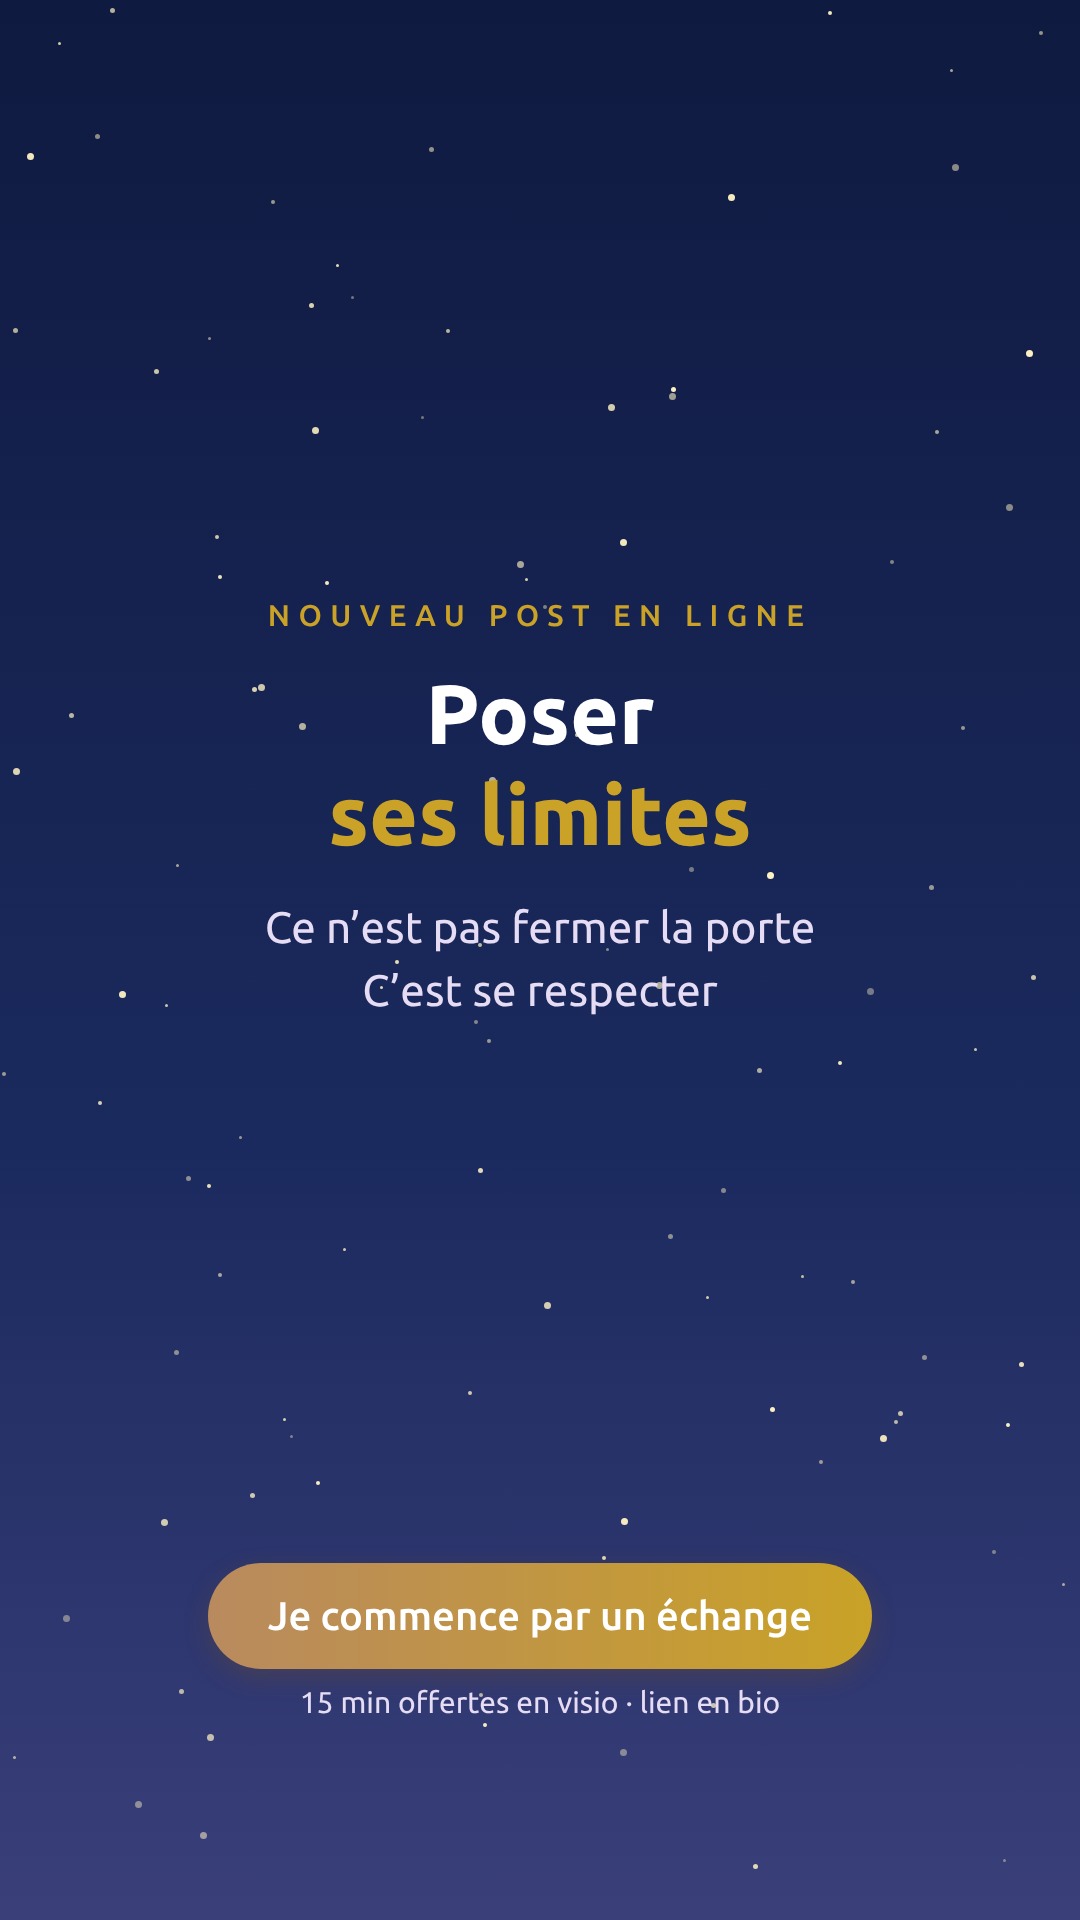 NOUVEAU POST EN LIGNE
Poser
ses limites
Ce n’est pas fermer la porte
C’est se respecter
Je commence par un échange
15 min offertes en visio · lien en bio